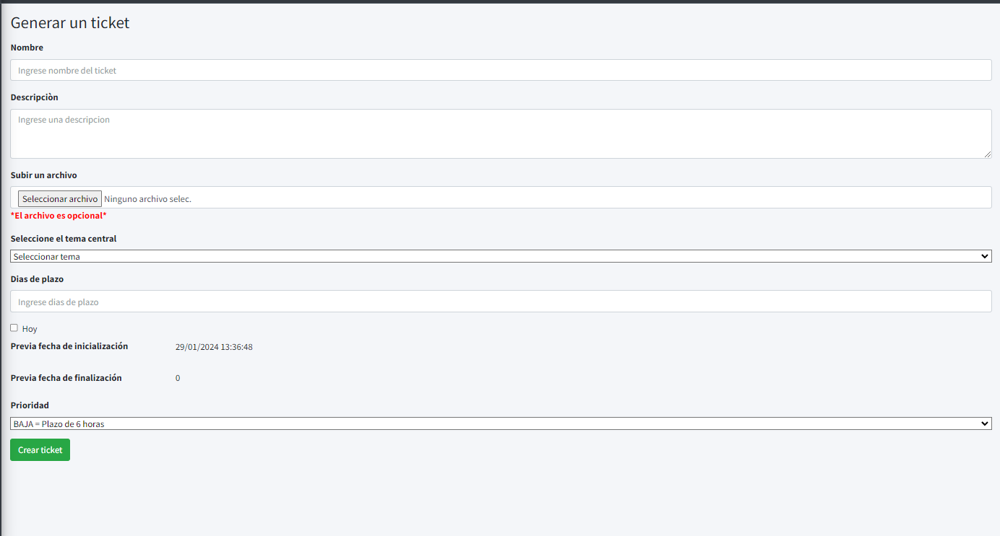 Generar un ticket
Nombre
Ingrese nombre del ticket
Descripciòn
Ingrese una descripcion
Subir un archivo
Seleccionar archivo Ninguno archivo selec.
*El archivo es opcional*
Seleccione el tema central
Seleccionar tema
Dias de plazo
Ingrese dias de plazo
Hoy
Previa fecha de inicialización 29/01/2024 13:36:48
Previa fecha de finalización 0
Prioridad
BAJA = Plazo de 6 horas
Crear ticket